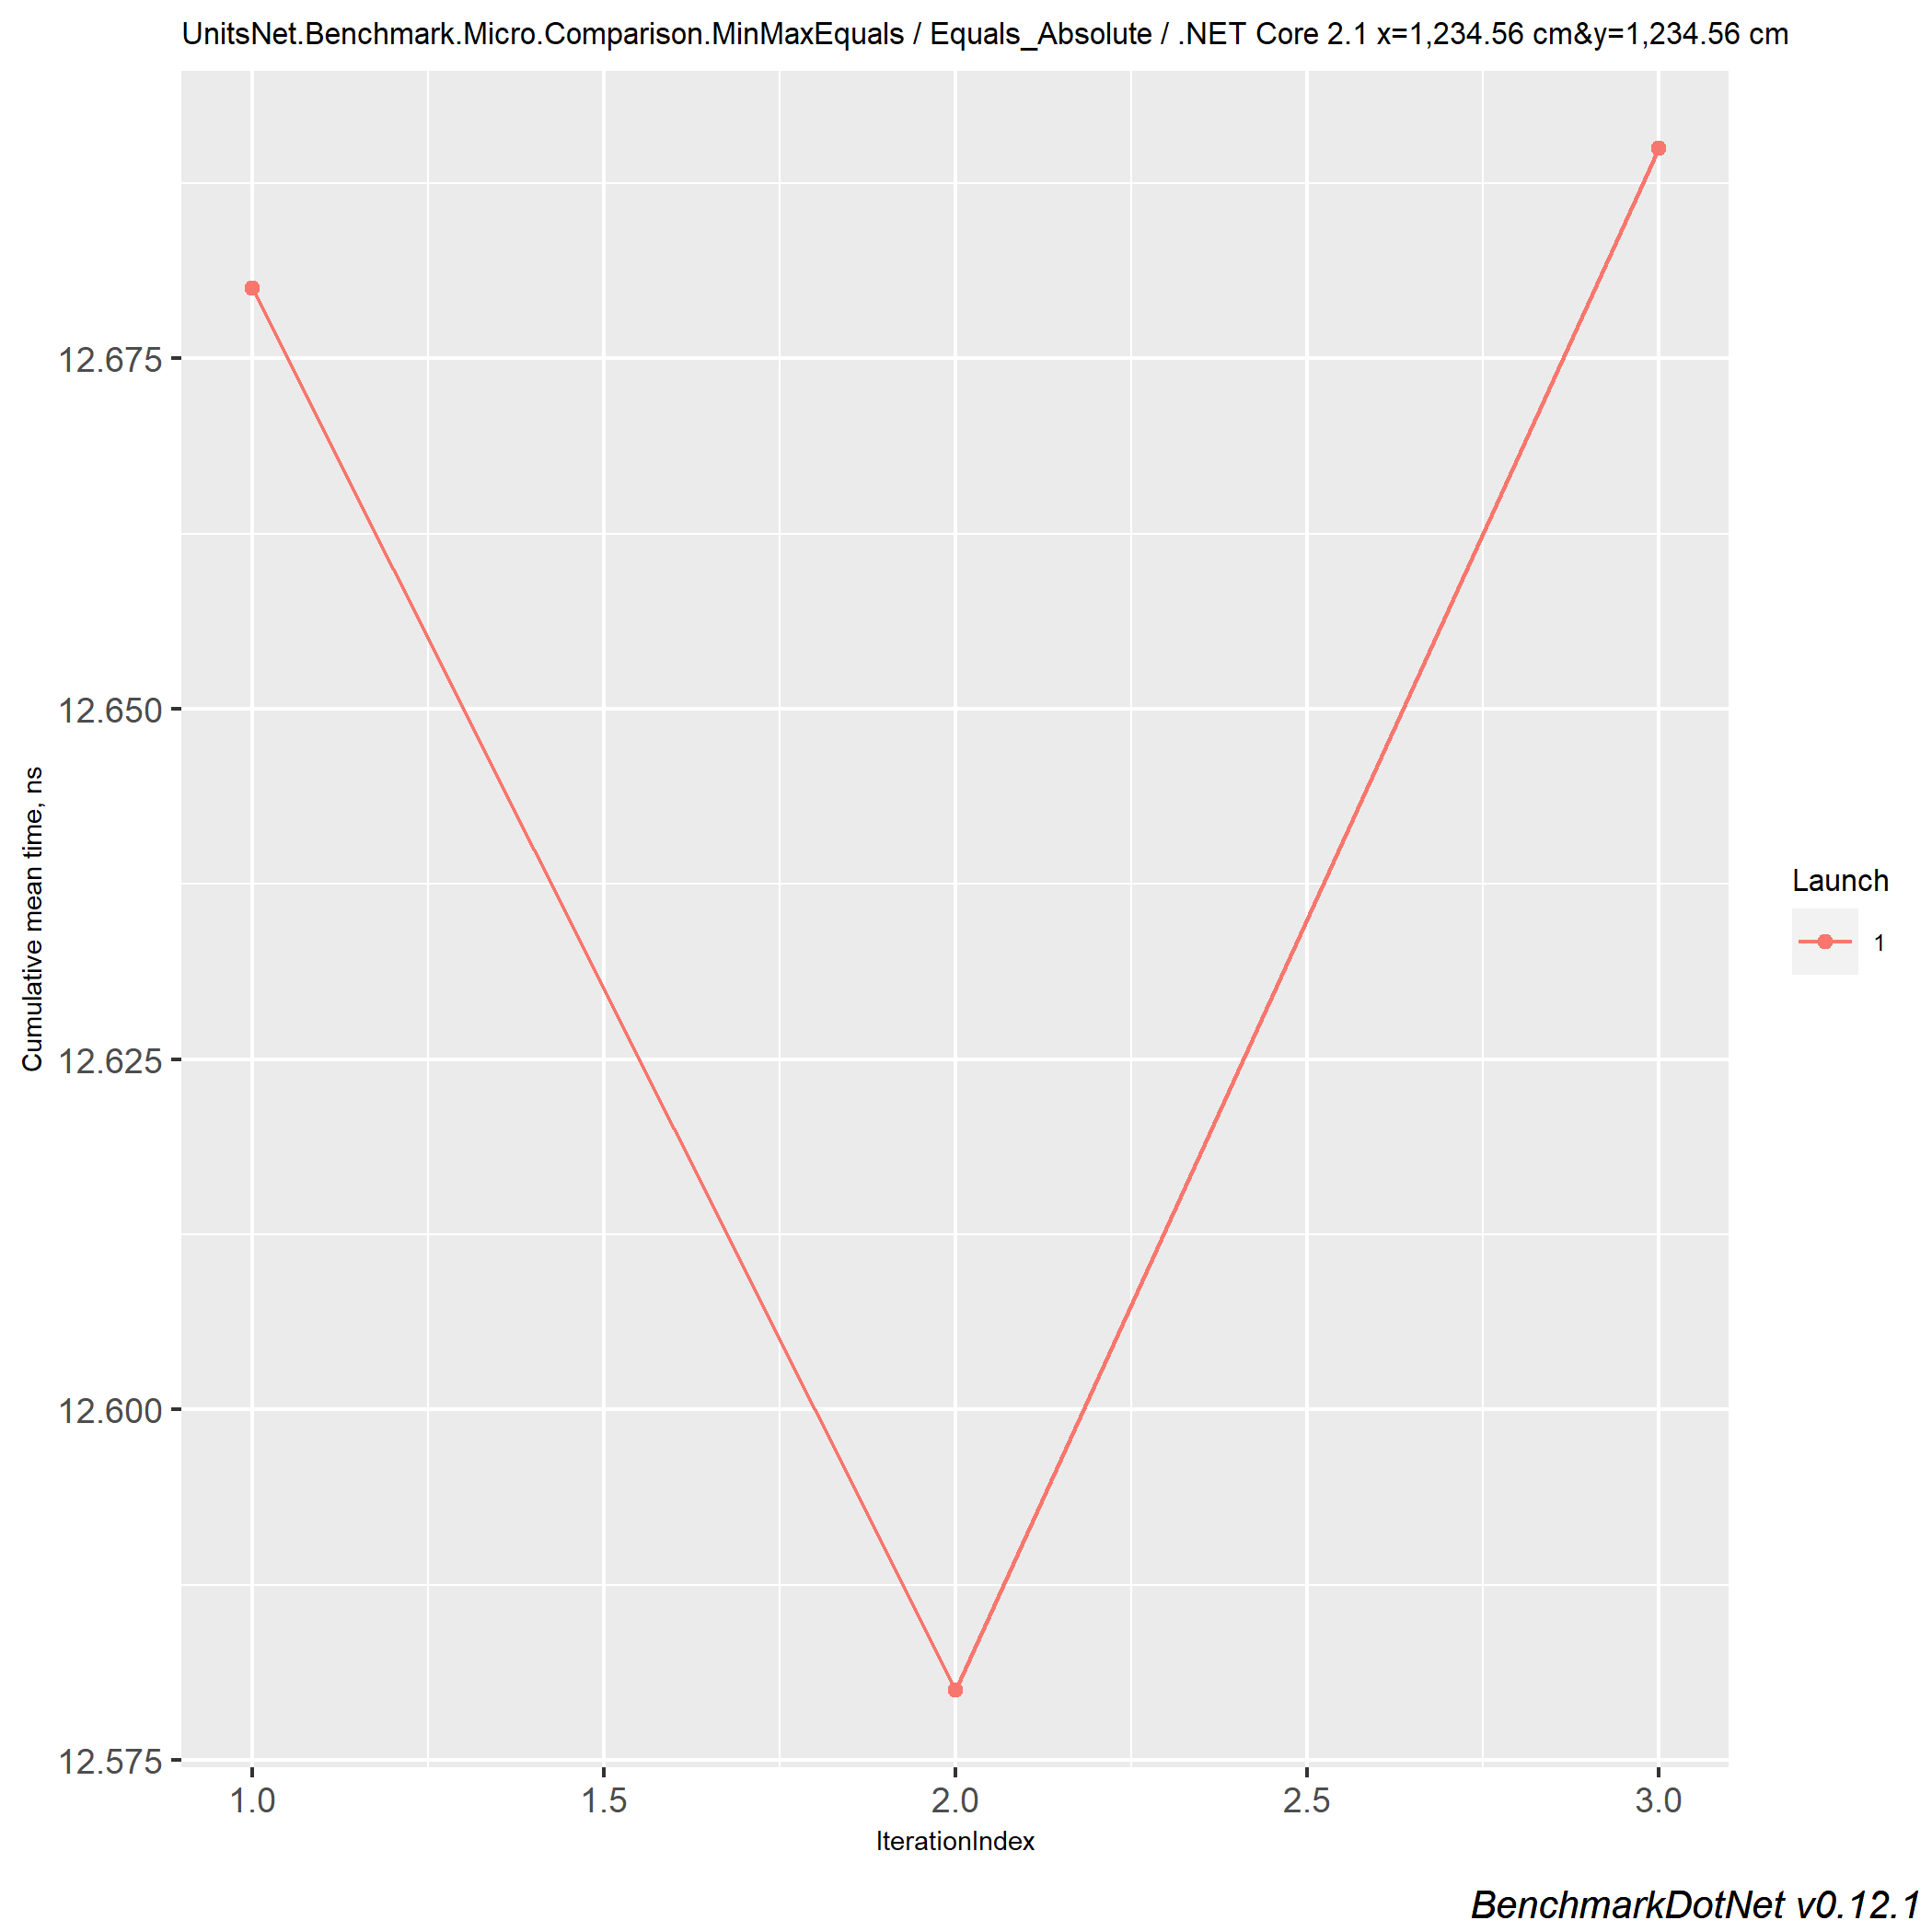 UnitsNet.Benchmark.Micro.Comparison.MinMaxEquals / Equals_Absolute / .NET Core 2.1 x=1,234.56 cm&y=1,234.56 cm
Cumulative mean time, ns
12.675
12.650
12.625
12.600
12.575
1.0 1.5 2.0 2.5 3.0
IterationIndex
Launch
1
BenchmarkDotNet v0.12.1